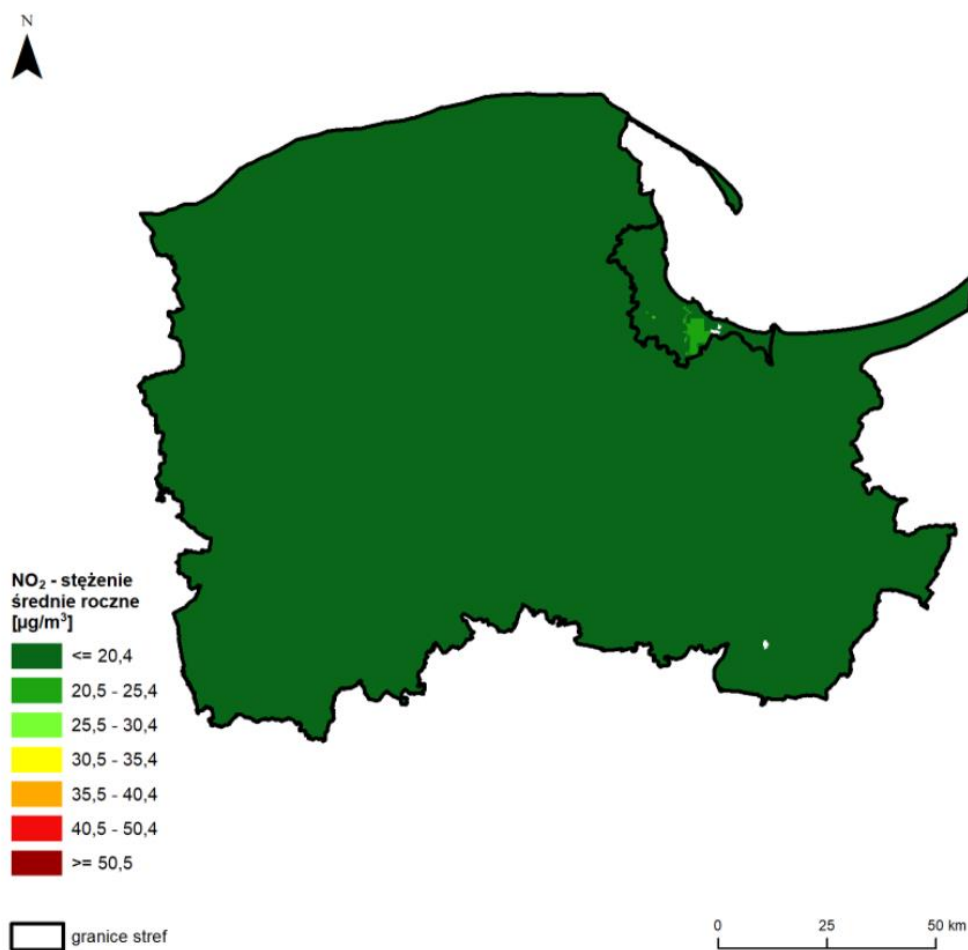 N
NO₂ - stężenie
średnie roczne
[µg/m³]
<= 20,4
20,5 - 25,4
25,5 - 30,4
30,5 - 35,4
35,5 - 40,4
40,5 - 50,4
>= 50,5
granice stref
0 25 50 km